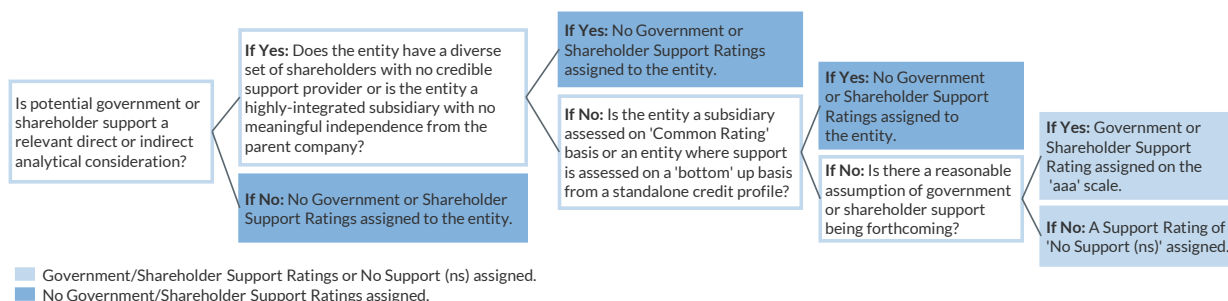 Is potential government or
shareholder support a
relevant direct or indirect
analytical consideration?
If Yes: Does the entity have a diverse
set of shareholders with no credible
support provider or is the entity a
highly-integrated subsidiary with no
meaningful independence from the
parent company?
If No: No Government or Shareholder
Support Ratings assigned to the entity.
If Yes: No Government or
Shareholder Support Ratings
assigned to the entity.
If No: Is the entity a subsidiary
assessed on 'Common Rating'
basis or an entity where support
is assessed on a 'bottom' up basis
from a standalone credit profile?
If Yes: No Government
or Shareholder Support
Ratings assigned to
the entity.
If No: Is there a reasonable
assumption of government
or shareholder support
being forthcoming?
If Yes: Government or
Shareholder Support
Rating assigned on the
'aaa' scale.
If No: A Support Rating of
'No Support (ns)' assigned.
Government/Shareholder Support Ratings or No Support (ns) assigned.
No Government/Shareholder Support Ratings assigned.